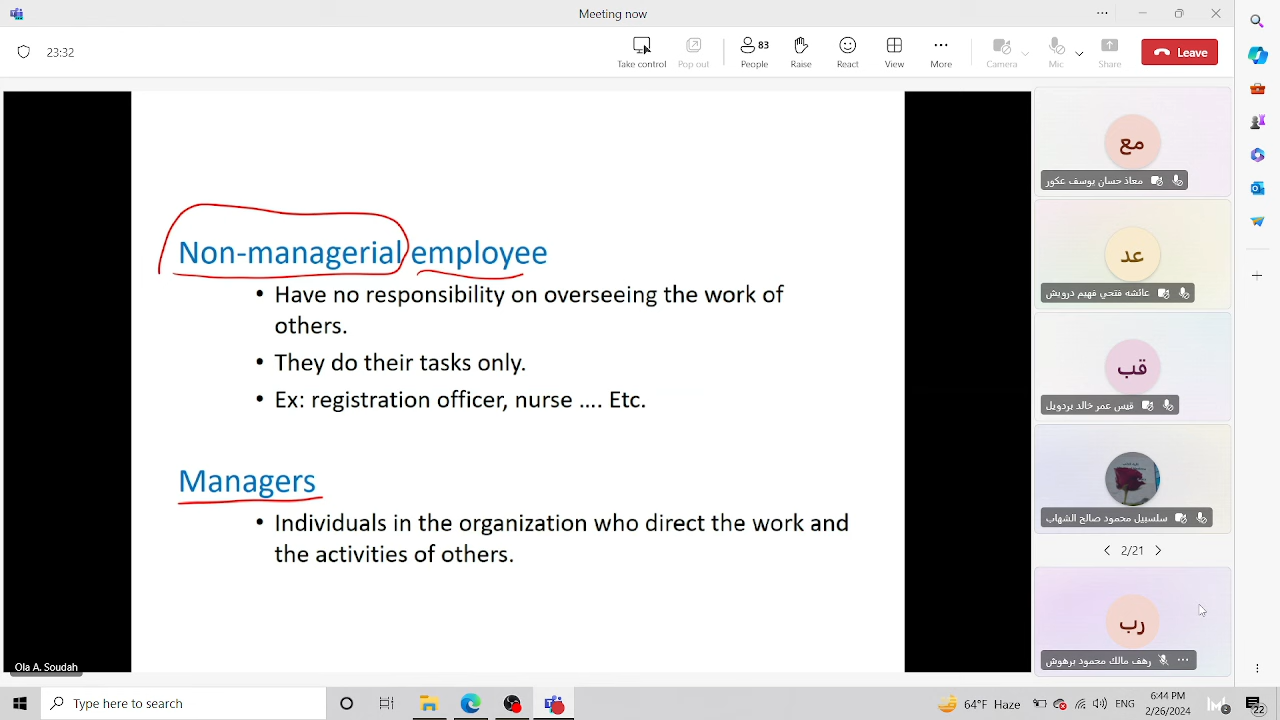 Meeting now
23:32
Take control
Pop out
83
People
Raise
React
View
More
Camera
Mic
Share
Leave
Non-managerial employee
• Have no responsibility on overseeing the work of
others.
• They do their tasks only.
• Ex: registration officer, nurse .... Etc.
Managers
• Individuals in the organization who direct the work and
the activities of others.
Ola A. Soudah
مع
معاذ حسان يوسف عكور
عد
عائشه فتحي فهيم درويش
قب
قيس عمر خالد بردويل
سلسبيل محمود صالح الشهاب
2/21
رب
رهف مالك محمود برهوش
Type here to search
64°F Haze
ENG
6:44 PM
2/26/2024
2
22